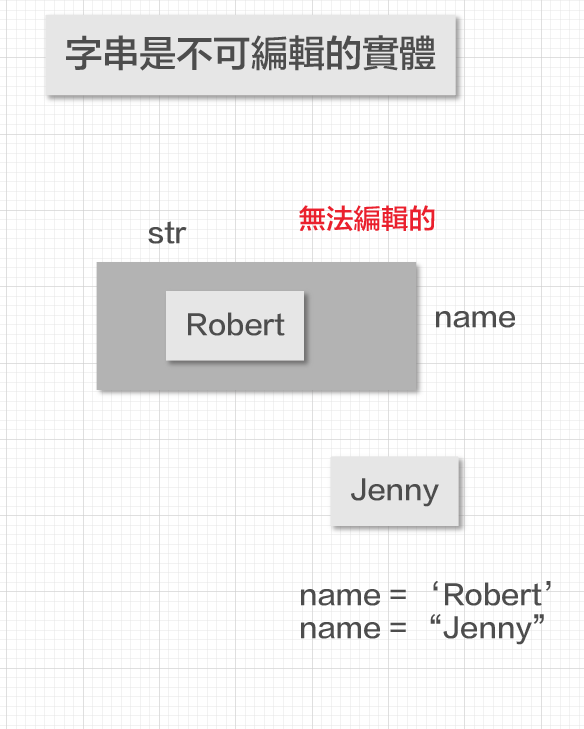 字串是不可編輯的實體
無法編輯的
str
Robert
name
Jenny
name = ‘Robert’
name = “Jenny”